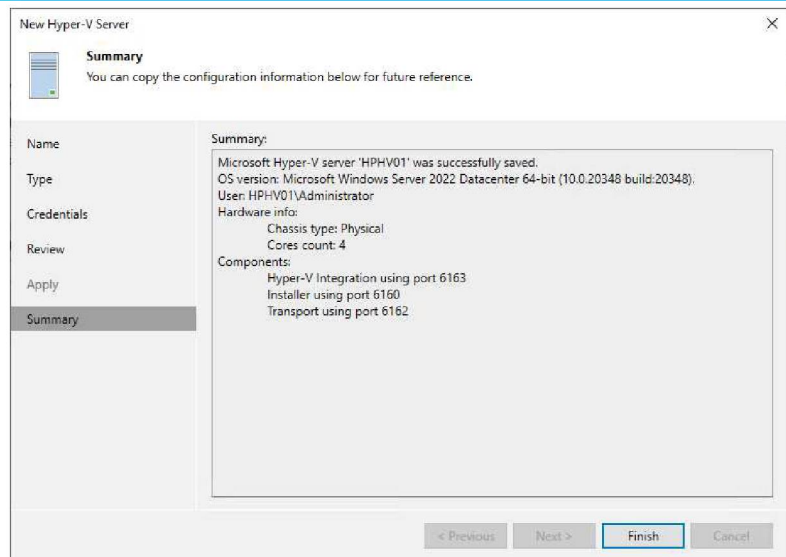 New Hyper-V Server
Summary
You can copy the configuration information below for future reference.
Name
Type
Credentials
Review
Apply
Summary
Summary:
Microsoft Hyper-V server 'HPHV01' was successfully saved.
OS version: Microsoft Windows Server 2022 Datacenter 64-bit (10.0.20348 build:20348).
User: HPHV01\Administrator
Hardware info:
Chassis type: Physical
Cores count: 4
Components:
Hyper-V Integration using port 6163
Installer using port 6160
Transport using port 6162
< Previous
Next >
Finish
Cancel